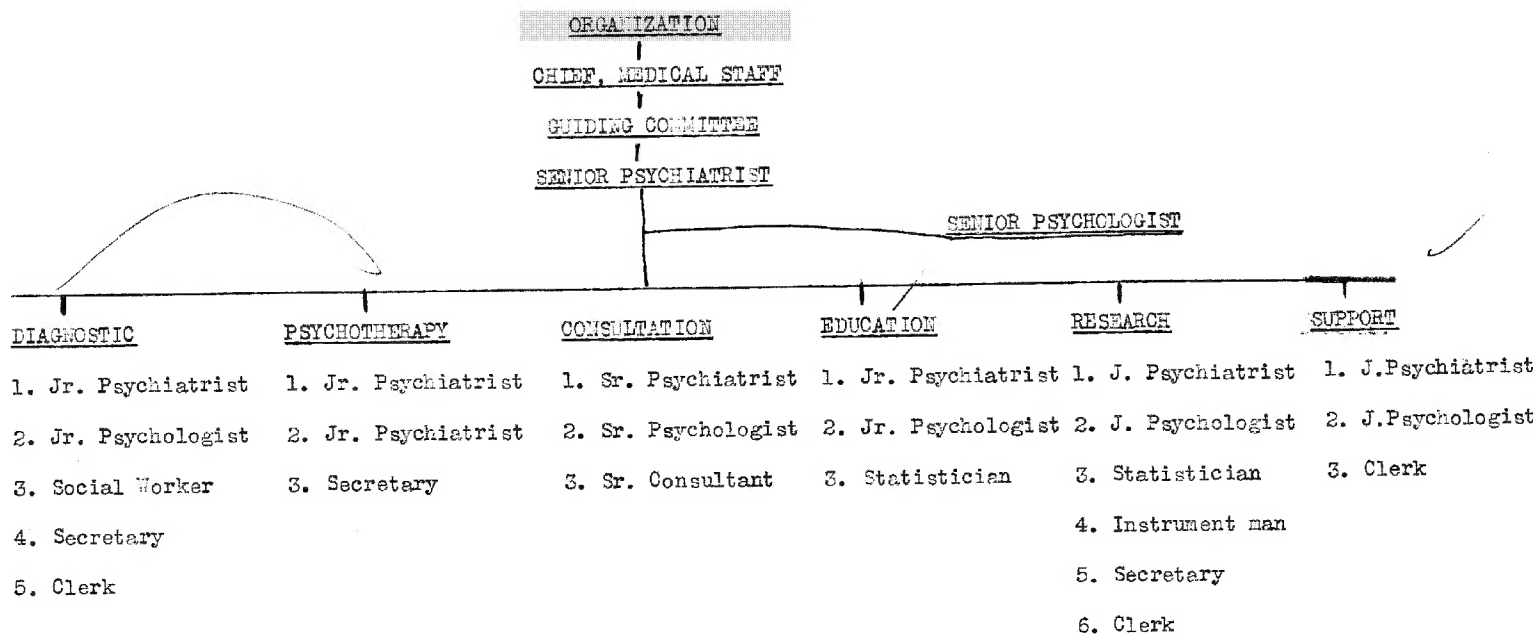 ORGANIZATION
CHIEF, MEDICAL STAFF
GUIDING COMMITTEE
SENIOR PSYCHIATRIST
SENIOR PSYCHOLOGIST
DIAGNOSTIC
1. Jr. Psychiatrist
2. Jr. Psychologist
3. Social Worker
4. Secretary
5. Clerk
PSYCHOTHERAPY
1. Jr. Psychiatrist
2. Jr. Psychiatrist
3. Secretary
CONSULTATION
1. Sr. Psychiatrist
2. Sr. Psychologist
3. Sr. Consultant
EDUCATION
1. Jr. Psychiatrist
2. Jr. Psychologist
3. Statistician
RESEARCH
1. J. Psychiatrist
2. J. Psychologist
3. Statistician
4. Instrument man
5. Secretary
6. Clerk
SUPPORT
1. J.Psychiatrist
2. J.Psychologist
3. Clerk